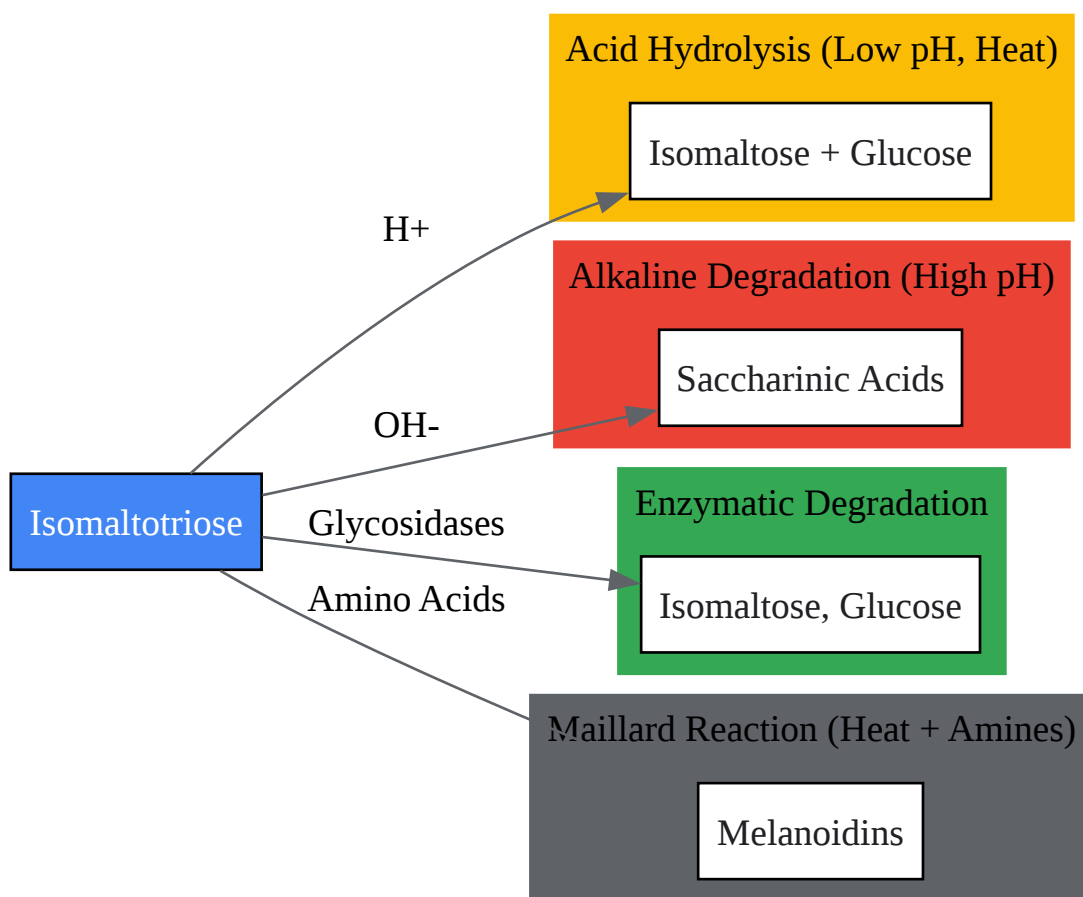 Acid Hydrolysis (Low pH, Heat)
Isomaltose + Glucose
H+
Alkaline Degradation (High pH)
Saccharinic Acids
OH-
Isomaltotriose
Enzymatic Degradation
Glycosidases
Isomaltose, Glucose
Amino Acids
Maillard Reaction (Heat + Amines)
Melanoidins